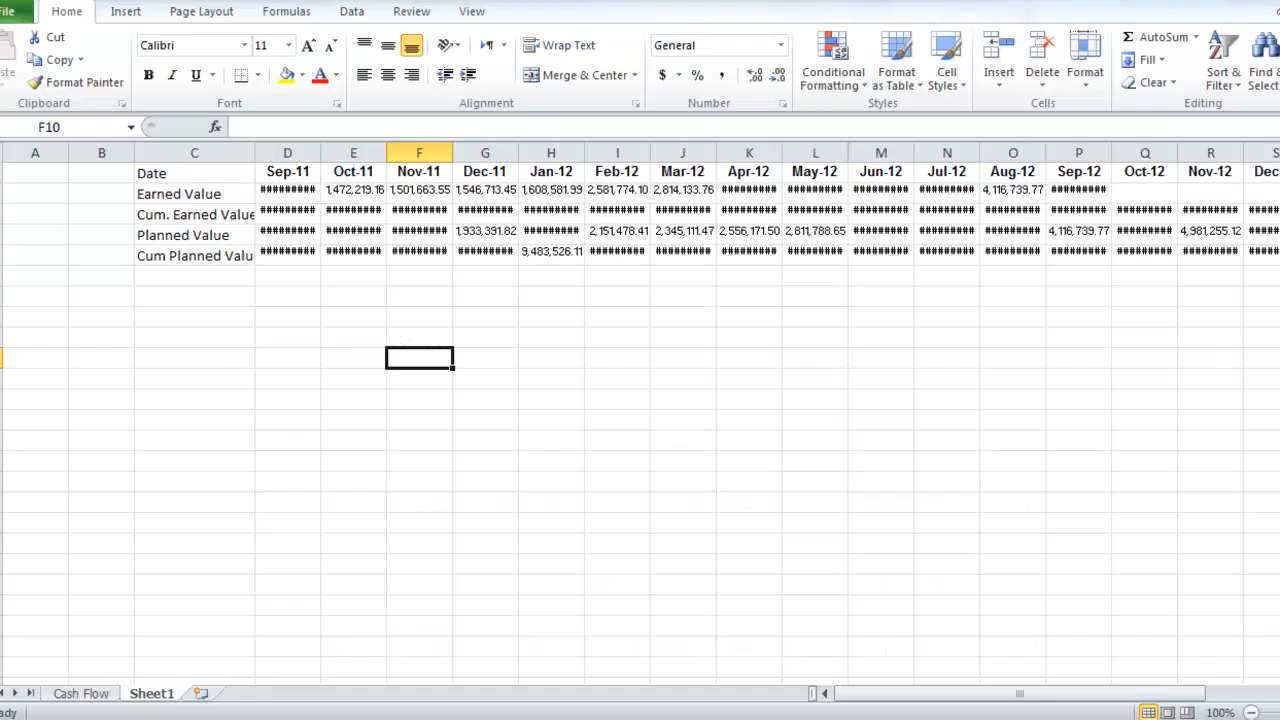 File Home Insert Page Layout Formulas Data Review View
Cut
Copy
Format Painter
Clipboard
Calibri 11
B I U
Font
Wrap Text
Merge & Center
Alignment
General
$ % ,
Number
Conditional Formatting
Format as Table
Cell Styles
Styles
Insert Delete Format
Cells
AutoSum
Fill
Clear
Sort & Filter
Find & Select
Editing
F10 fx
A B C D E F G H I J K L M N O P Q R S
Date Sep-11 Oct-11 Nov-11 Dec-11 Jan-12 Feb-12 Mar-12 Apr-12 May-12 Jun-12 Jul-12 Aug-12 Sep-12 Oct-12 Nov-12 Dec
Earned Value ######## 1,472,219.16 1,501,663.55 1,546,713.45 1,608,581.99 2,581,774.10 2,814,133.76 ######## ######## ######## ######## 4,116,739.77 ########
Cum. Earned Value ######## ######## ######## ######## ######## ######## ######## ######## ######## ######## ######## ######## ######## ######## ######## ####
Planned Value ######## ######## ######## 1,933,391.82 ######## 2,151,478.41 2,345,111.47 2,556,171.50 2,811,788.65 ######## ######## ######## 4,116,739.77 ######## 4,981,255.12 ####
Cum Planned Valu ######## ######## ######## ######## 9,483,526.11 ######## ######## ######## ######## ######## ######## ######## ######## ######## ######## ####
Cash Flow Sheet1
ady 100%